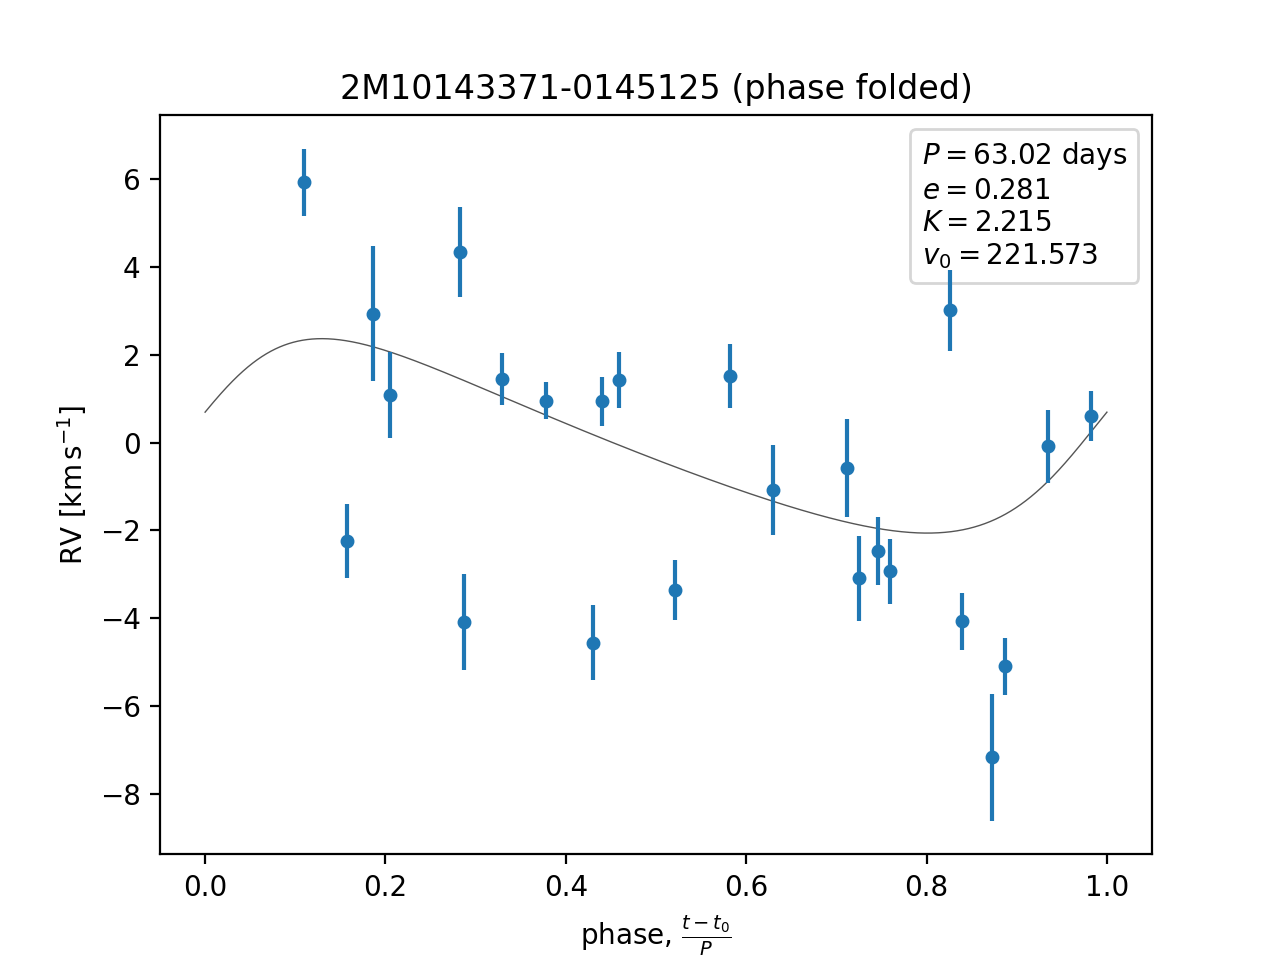 2M10143371-0145125 (phase folded)
P = 63.02 days
e = 0.281
K = 2.215
v₀ = 221.573
RV [km s⁻¹]
6
4
2
0
−2
−4
−6
−8
0.0 0.2 0.4 0.6 0.8 1.0
phase, (t − t₀)/P